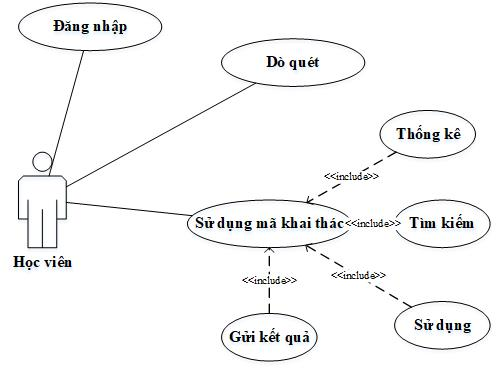 Đăng nhập
Dò quét
Thống kê
<<include>>
Sử dụng mã khai thác
<<include>>
Tìm kiếm
Học viên
<<include>>
<<include>>
Sử dụng
Gửi kết quả